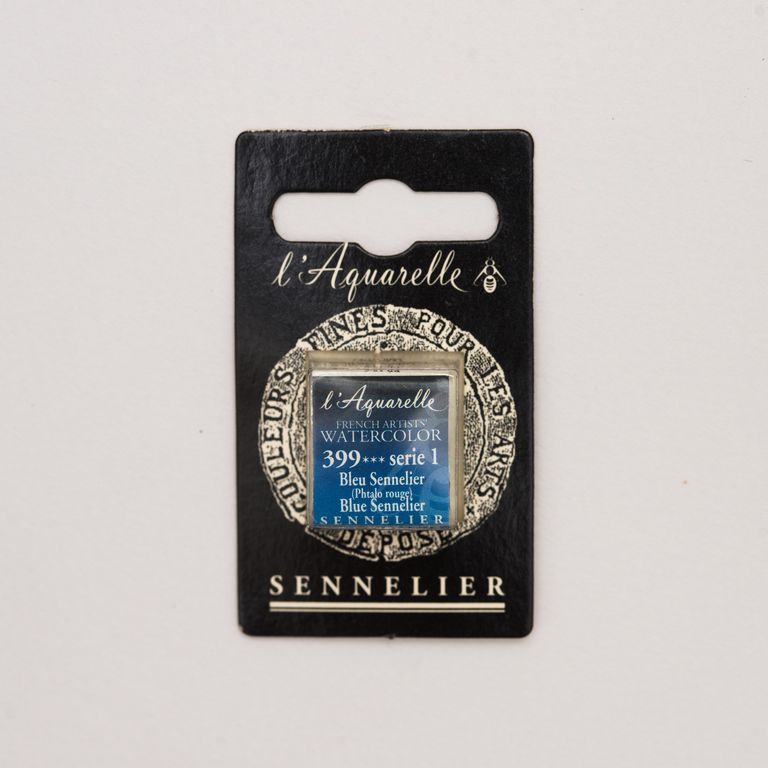 l'Aquarelle
COULEURS FINES POUR LES ARTS
DÉPOSÉ
l'Aquarelle
FRENCH ARTISTS'
WATERCOLOR
399*** serie 1
Bleu Sennelier
(Phtalo rouge)
Blue Sennelier
SENNELIER
SENNELIER